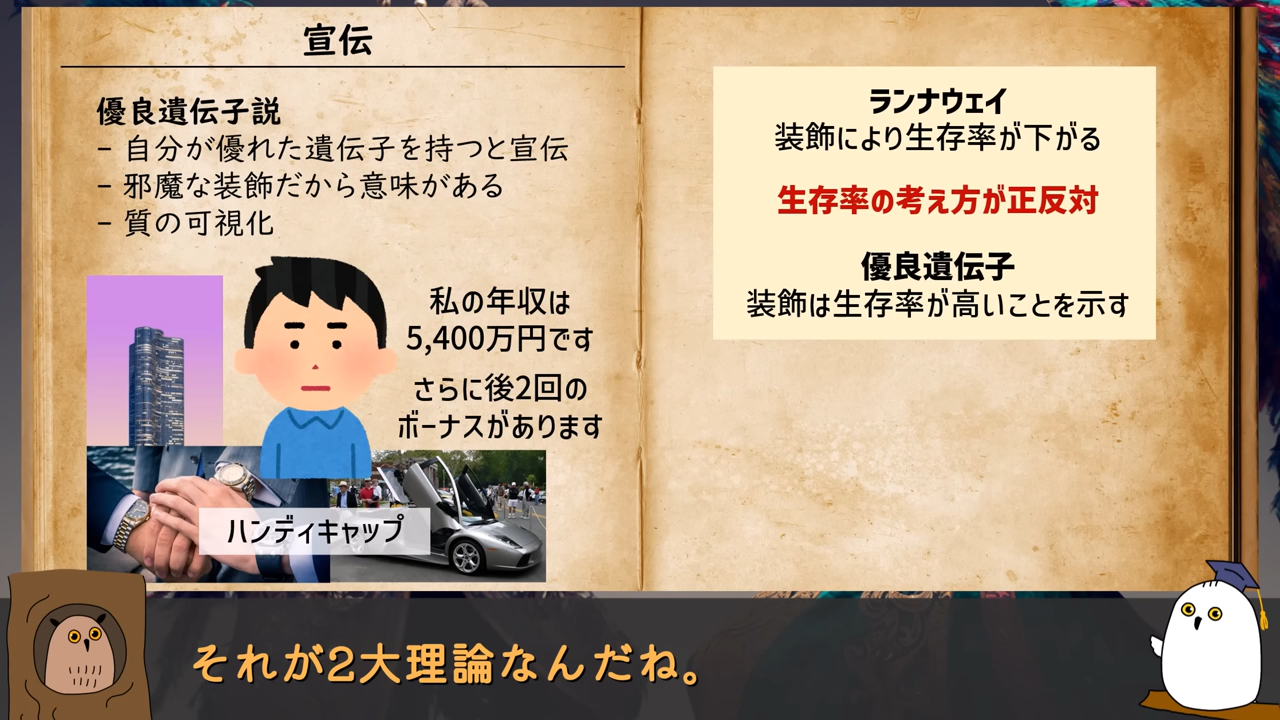 宣伝
優良遺伝子説
- 自分が優れた遺伝子を持つと宣伝
- 邪魔な装飾だから意味がある
- 質の可視化
私の年収は
5,400万円です
さらに後2回の
ボーナスがあります
ハンディキャップ
ランナウェイ
装飾により生存率が下がる
生存率の考え方が正反対
優良遺伝子
装飾は生存率が高いことを示す
それが2大理論なんだね。